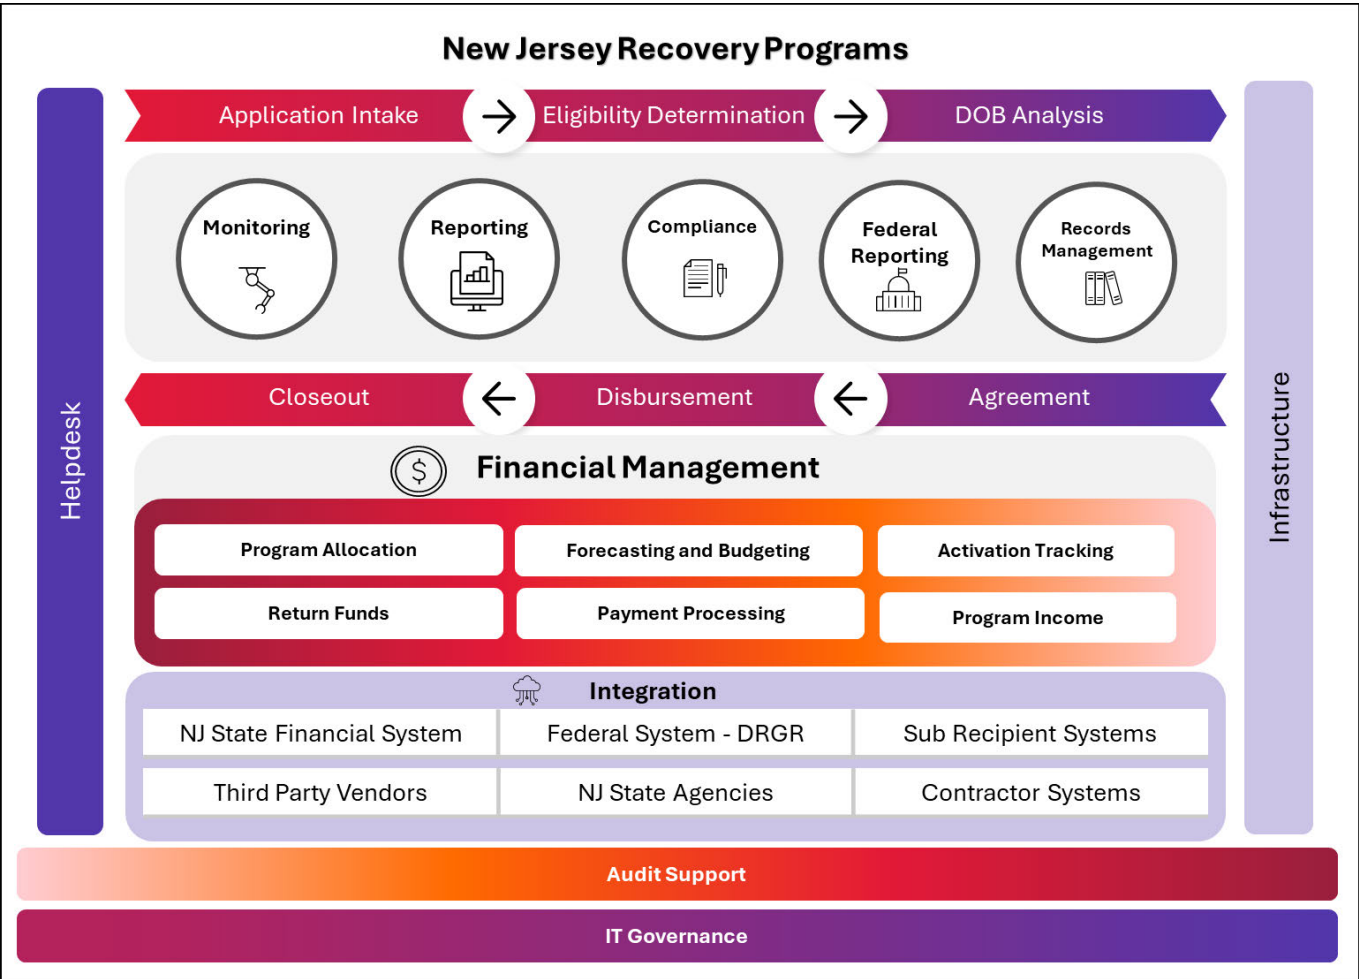 New Jersey Recovery Programs
Helpdesk
Application Intake
Eligibility Determination
DOB Analysis
Monitoring
Reporting
Compliance
Federal
Reporting
Records
Management
Closeout
Disbursement
Agreement
$
Financial Management
Program Allocation
Forecasting and Budgeting
Activation Tracking
Return Funds
Payment Processing
Program Income
Integration
NJ State Financial System
Federal System - DRGR
Sub Recipient Systems
Third Party Vendors
NJ State Agencies
Contractor Systems
Infrastructure
Audit Support
IT Governance